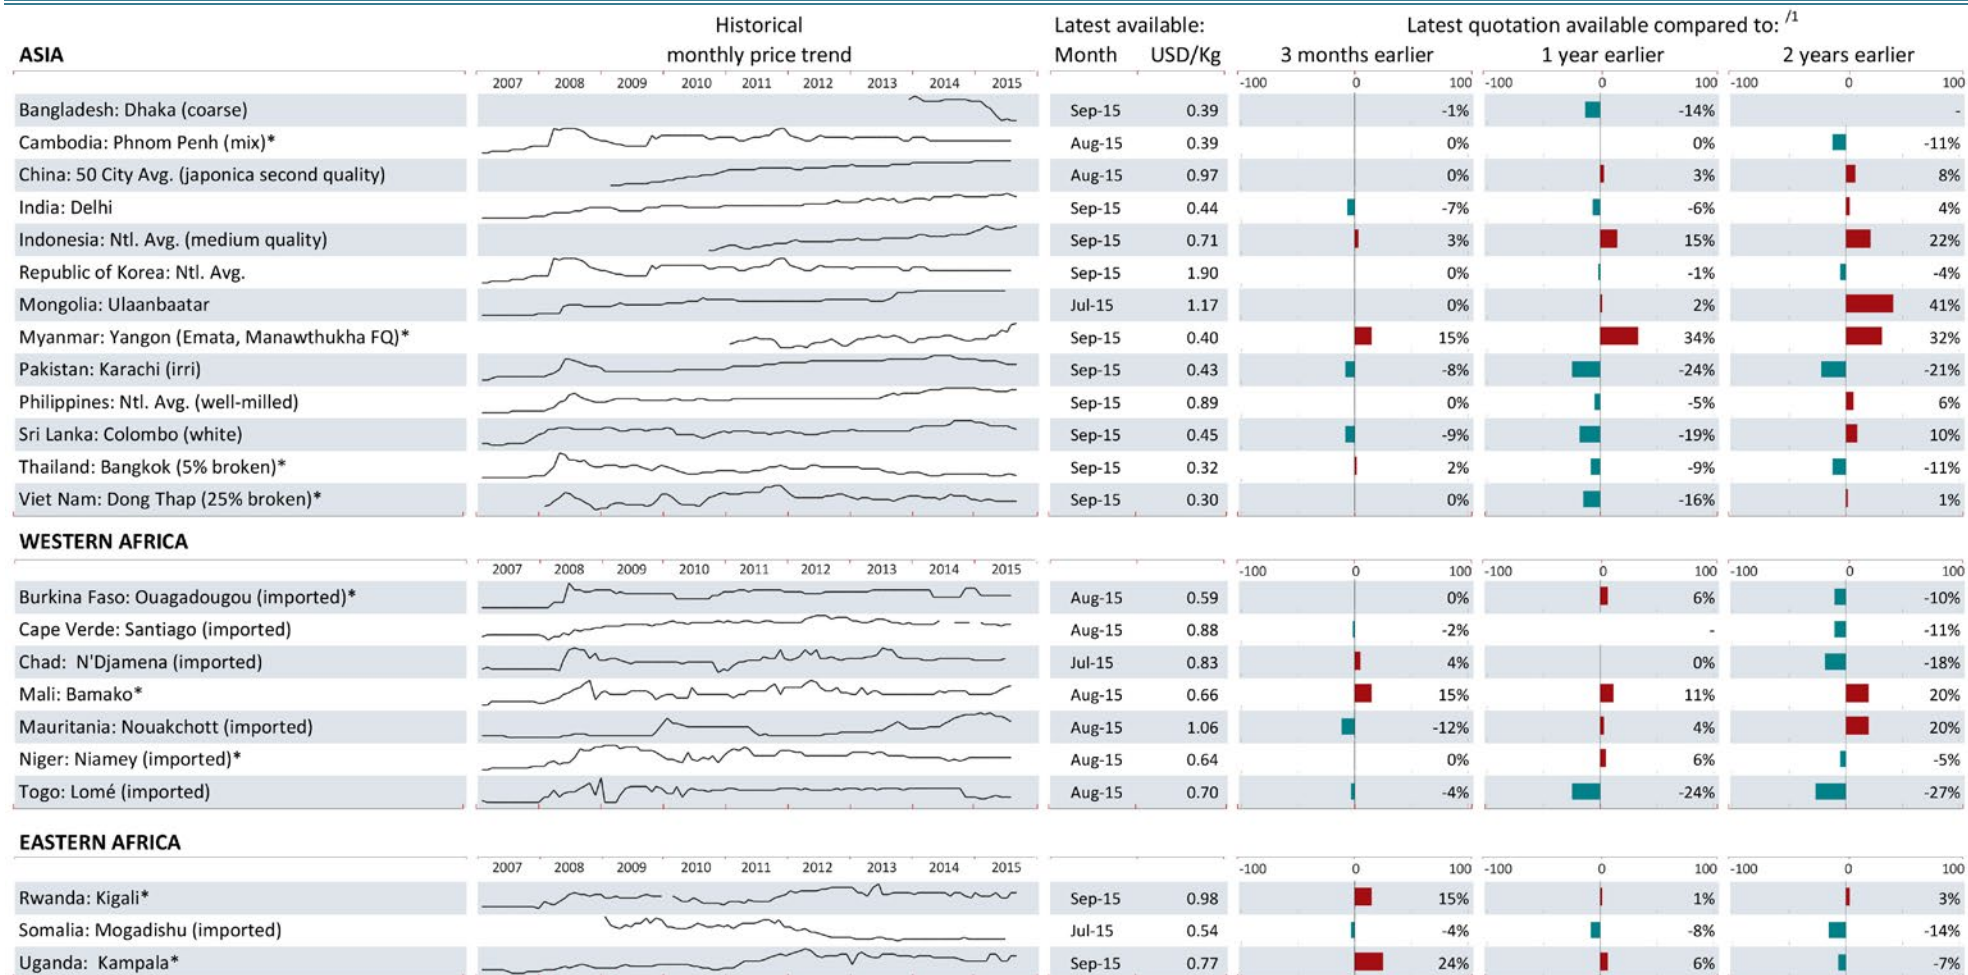 Historical Latest available: Latest quotation available compared to: /1
ASIA monthly price trend Month USD/Kg 3 months earlier 1 year earlier 2 years earlier
2007 2008 2009 2010 2011 2012 2013 2014 2015 -100 0 100 -100 0 100 -100 0 100
Bangladesh: Dhaka (coarse) Sep-15 0.39 -1% -14% -
Cambodia: Phnom Penh (mix)* Aug-15 0.39 0% 0% -11%
China: 50 City Avg. (japonica second quality) Aug-15 0.97 0% 3% 8%
India: Delhi Sep-15 0.44 -7% -6% 4%
Indonesia: Ntl. Avg. (medium quality) Sep-15 0.71 3% 15% 22%
Republic of Korea: Ntl. Avg. Sep-15 1.90 0% -1% -4%
Mongolia: Ulaanbaatar Jul-15 1.17 0% 2% 41%
Myanmar: Yangon (Emata, Manawthukha FQ)* Sep-15 0.40 15% 34% 32%
Pakistan: Karachi (irri) Sep-15 0.43 -8% -24% -21%
Philippines: Ntl. Avg. (well-milled) Sep-15 0.89 0% -5% 6%
Sri Lanka: Colombo (white) Sep-15 0.45 -9% -19% 10%
Thailand: Bangkok (5% broken)* Sep-15 0.32 2% -9% -11%
Viet Nam: Dong Thap (25% broken)* Sep-15 0.30 0% -16% 1%
WESTERN AFRICA
2007 2008 2009 2010 2011 2012 2013 2014 2015 -100 0 100 -100 0 100 -100 0 100
Burkina Faso: Ouagadougou (imported)* Aug-15 0.59 0% 6% -10%
Cape Verde: Santiago (imported) Aug-15 0.88 -2% - -11%
Chad: N'Djamena (imported) Jul-15 0.83 4% 0% -18%
Mali: Bamako* Aug-15 0.66 15% 11% 20%
Mauritania: Nouakchott (imported) Aug-15 1.06 -12% 4% 20%
Niger: Niamey (imported)* Aug-15 0.64 0% 6% -5%
Togo: Lomé (imported) Aug-15 0.70 -4% -24% -27%
EASTERN AFRICA
2007 2008 2009 2010 2011 2012 2013 2014 2015 -100 0 100 -100 0 100 -100 0 100
Rwanda: Kigali* Sep-15 0.98 15% 1% 3%
Somalia: Mogadishu (imported) Jul-15 0.54 -4% -8% -14%
Uganda: Kampala* Sep-15 0.77 24% 6% -7%